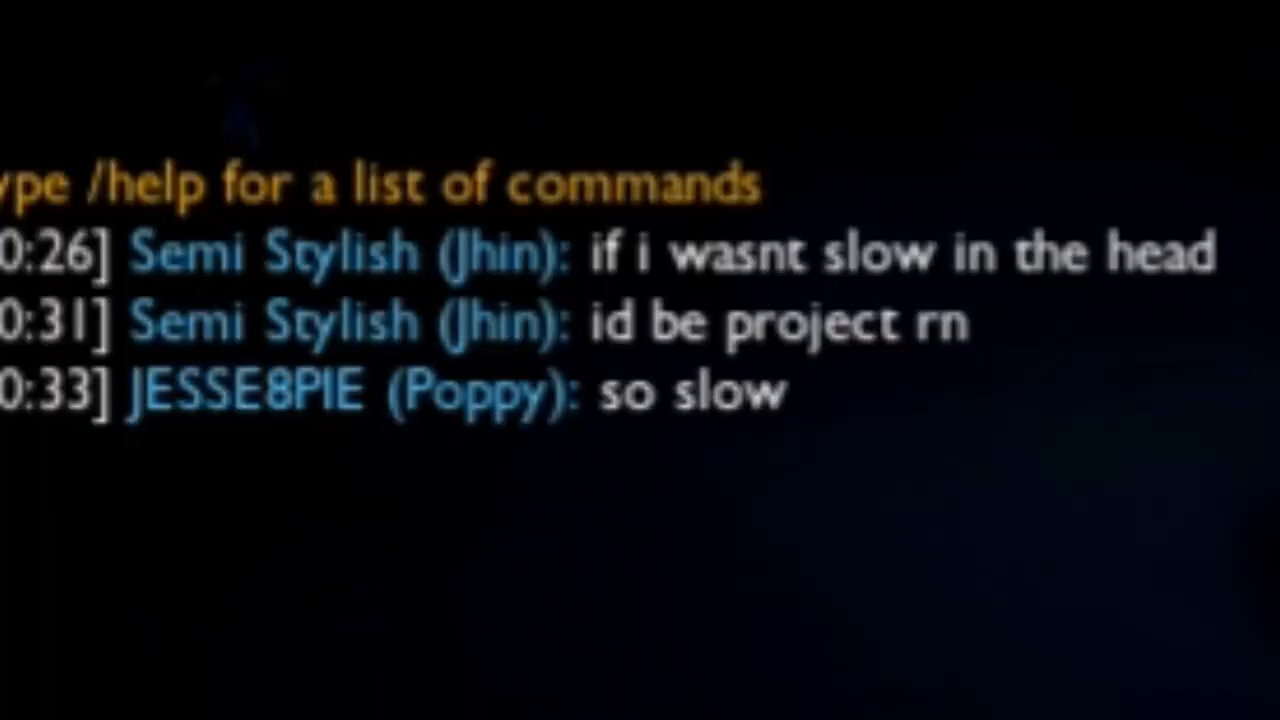 ype /help for a list of commands
0:26] Semi Stylish (Jhin): if i wasnt slow in the head
0:31] Semi Stylish (Jhin): id be project rn
0:33] JESSE8PIE (Poppy): so slow